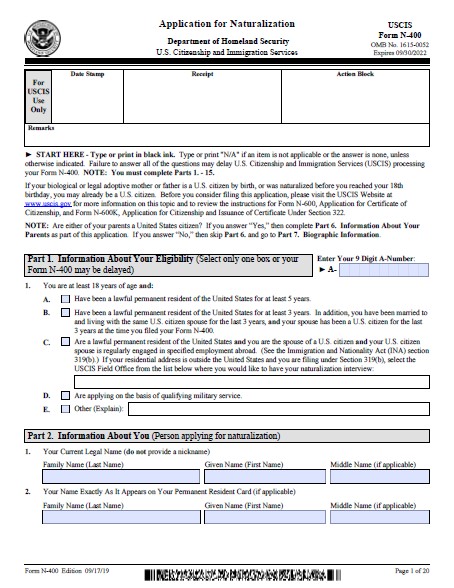 Application for Naturalization
Department of Homeland Security
U.S. Citizenship and Immigration Services
USCIS
Form N-400
OMB No. 1615-0052
Expires 09/30/2022
For
USCIS
Use
Only
Date Stamp
Receipt
Action Block
Remarks
► START HERE - Type or print in black ink. Type or print "N/A" if an item is not applicable or the answer is none, unless
otherwise indicated. Failure to answer all of the questions may delay U.S. Citizenship and Immigration Services (USCIS) processing
your Form N-400. NOTE: You must complete Parts 1. - 15.
If your biological or legal adoptive mother or father is a U.S. citizen by birth, or was naturalized before you reached your 18th
birthday, you may already be a U.S. citizen. Before you consider filing this application, please visit the USCIS Website at
www.uscis.gov for more information on this topic and to review the instructions for Form N-600, Application for Certificate of
Citizenship, and Form N-600K, Application for Citizenship and Issuance of Certificate Under Section 322.
NOTE: Are either of your parents a United States citizen? If you answer "Yes," then complete Part 6. Information About Your
Parents as part of this application. If you answer "No," then skip Part 6. and go to Part 7. Biographic Information.
Part 1. Information About Your Eligibility (Select only one box or your
Form N-400 may be delayed)
Enter Your 9 Digit A-Number:
► A-
1. You are at least 18 years of age and:
A. Have been a lawful permanent resident of the United States for at least 5 years.
B. Have been a lawful permanent resident of the United States for at least 3 years. In addition, you have been married to
and living with the same U.S. citizen spouse for the last 3 years, and your spouse has been a U.S. citizen for the last
3 years at the time you filed your Form N-400.
C. Are a lawful permanent resident of the United States and you are the spouse of a U.S. citizen and your U.S. citizen
spouse is regularly engaged in specified employment abroad. (See the Immigration and Nationality Act (INA) section
319(b).) If your residential address is outside the United States and you are filing under Section 319(b), select the
USCIS Field Office from the list below where you would like to have your naturalization interview:
D. Are applying on the basis of qualifying military service.
E. Other (Explain):
Part 2. Information About You (Person applying for naturalization)
1. Your Current Legal Name (do not provide a nickname)
Family Name (Last Name) Given Name (First Name) Middle Name (if applicable)
2. Your Name Exactly As It Appears on Your Permanent Resident Card (if applicable)
Family Name (Last Name) Given Name (First Name) Middle Name (if applicable)
Form N-400 Edition 09/17/19
Page 1 of 20